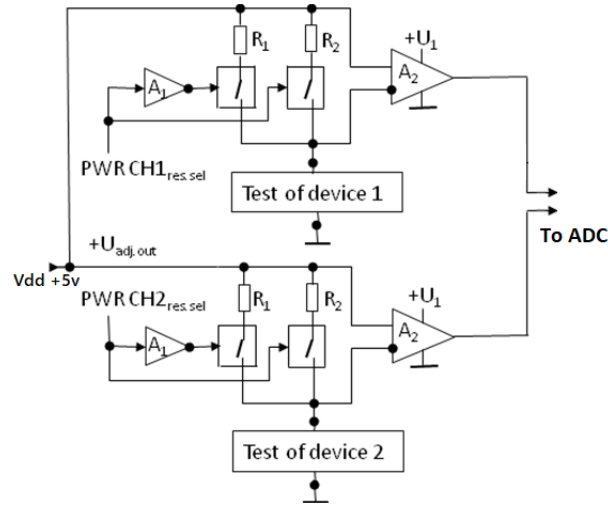 R1
R2
+U1
A1
A2
PWR CH1res.sel
Test of device 1
To ADC
+Uadj.out
Vdd +5v
PWR CH2res.sel
R1
R2
+U1
A1
A2
Test of device 2